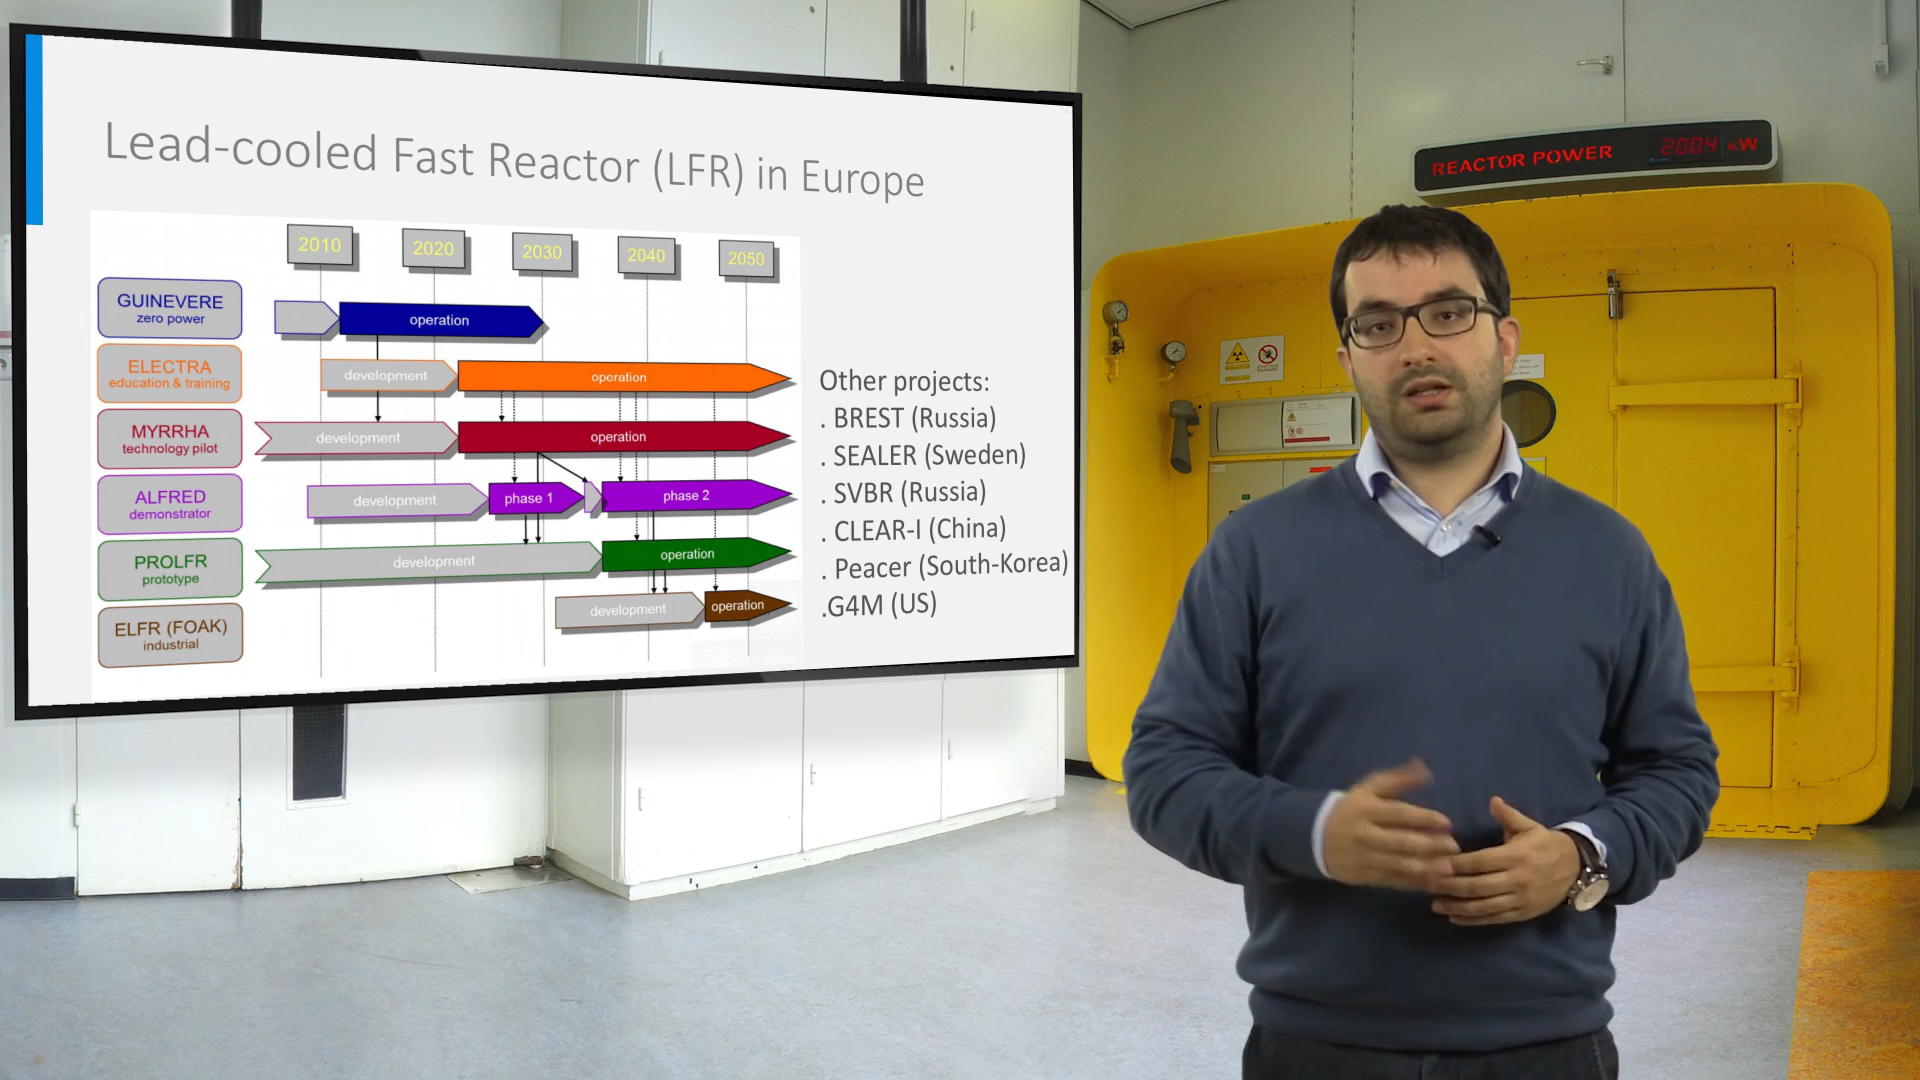 Lead-cooled Fast Reactor (LFR) in Europe
2010 2020 2030 2040 2050
GUINEVERE
zero power
operation
ELECTRA
education & training
development operation
MYRRHA
technology pilot
development operation
ALFRED
demonstrator
development phase 1 phase 2
PROLFR
prototype
development operation
ELFR (FOAK)
industrial
development operation
Other projects:
. BREST (Russia)
. SEALER (Sweden)
. SVBR (Russia)
. CLEAR-I (China)
. Peacer (South-Korea)
.G4M (US)
REACTOR POWER 2004 kW